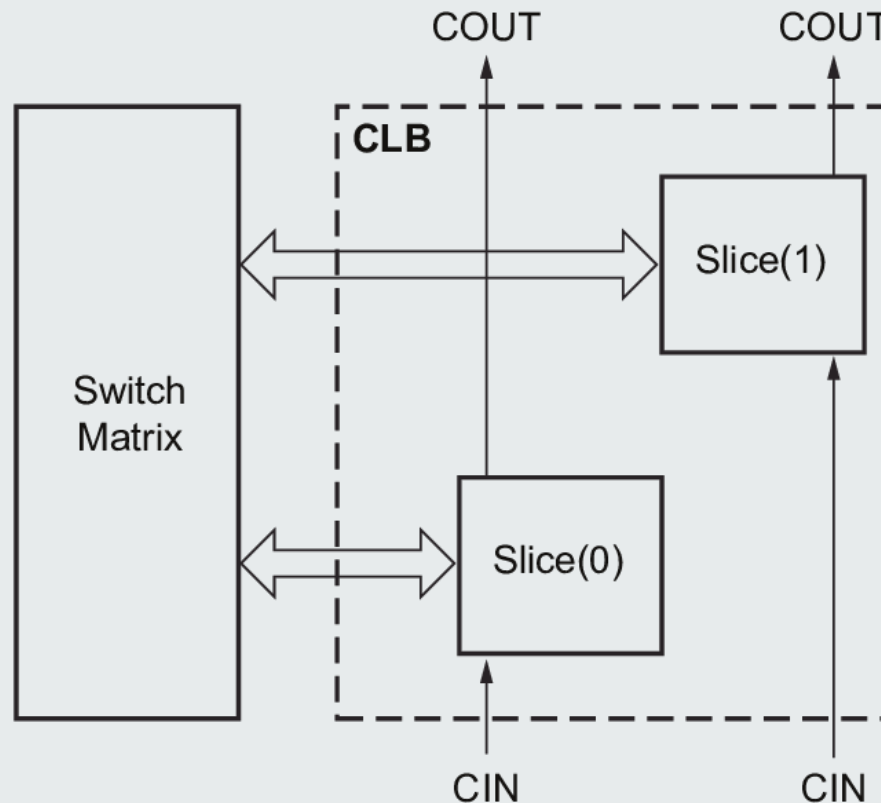 COUT COUT
CLB
Slice(1)
Switch
Matrix
Slice(0)
CIN CIN